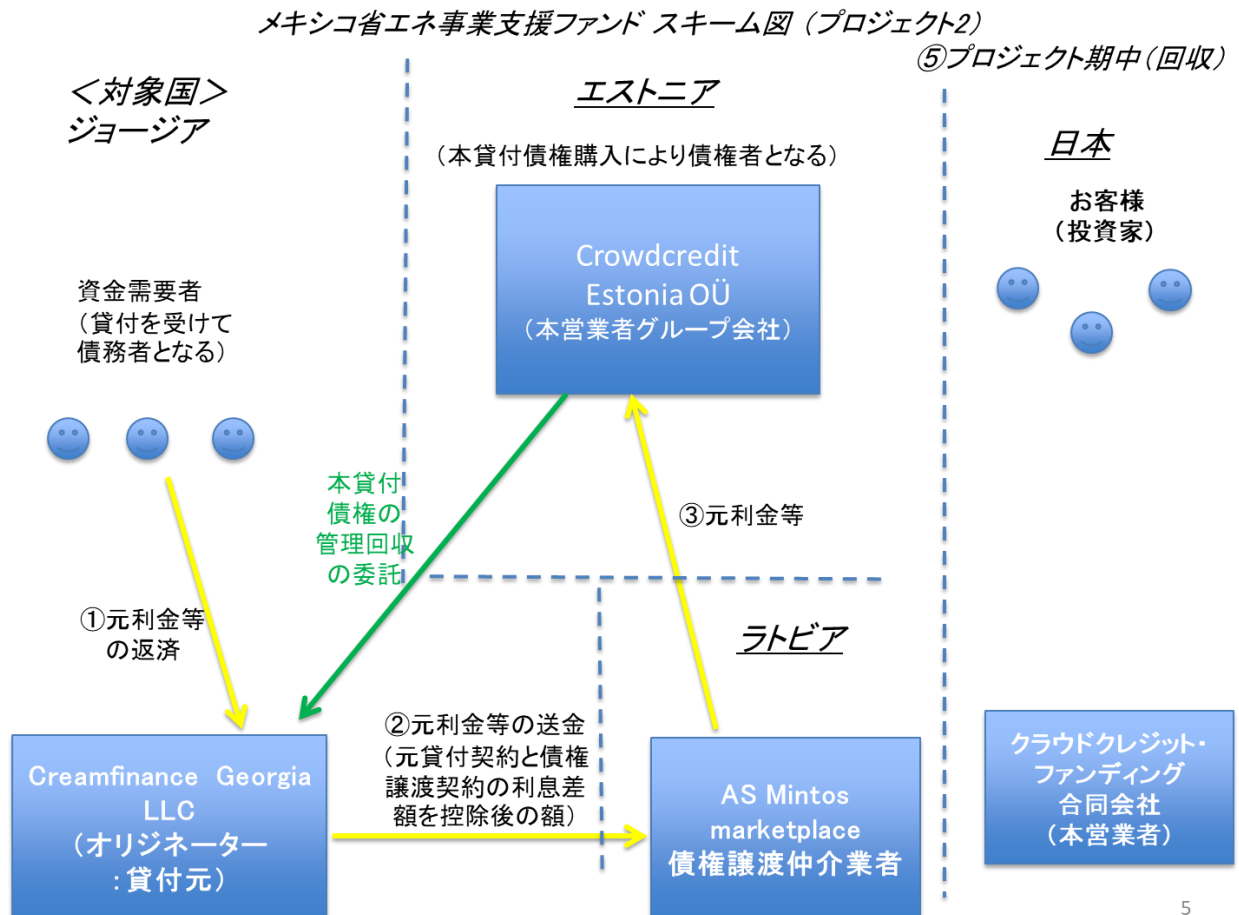 メキシコ省エネ事業支援ファンド スキーム図 (プロジェクト2)
⑤プロジェクト期中(回収)
＜対象国＞
ジョージア
エストニア
(本貸付債権購入により債権者となる)
日本
お客様
(投資家)
Crowdcredit
Estonia OÜ
(本営業者グループ会社)
資金需要者
(貸付を受けて
債務者となる)
本貸付
債権の
管理回収
の委託
③元利金等
①元利金等
の返済
ラトビア
②元利金等の送金
(元貸付契約と債権
譲渡契約の利息差
額を控除後の額)
Creamfinance Georgia
LLC
(オリジネーター
:貸付元)
AS Mintos
marketplace
債権譲渡仲介業者
クラウドクレジット・
ファンディング
合同会社
(本営業者)
5